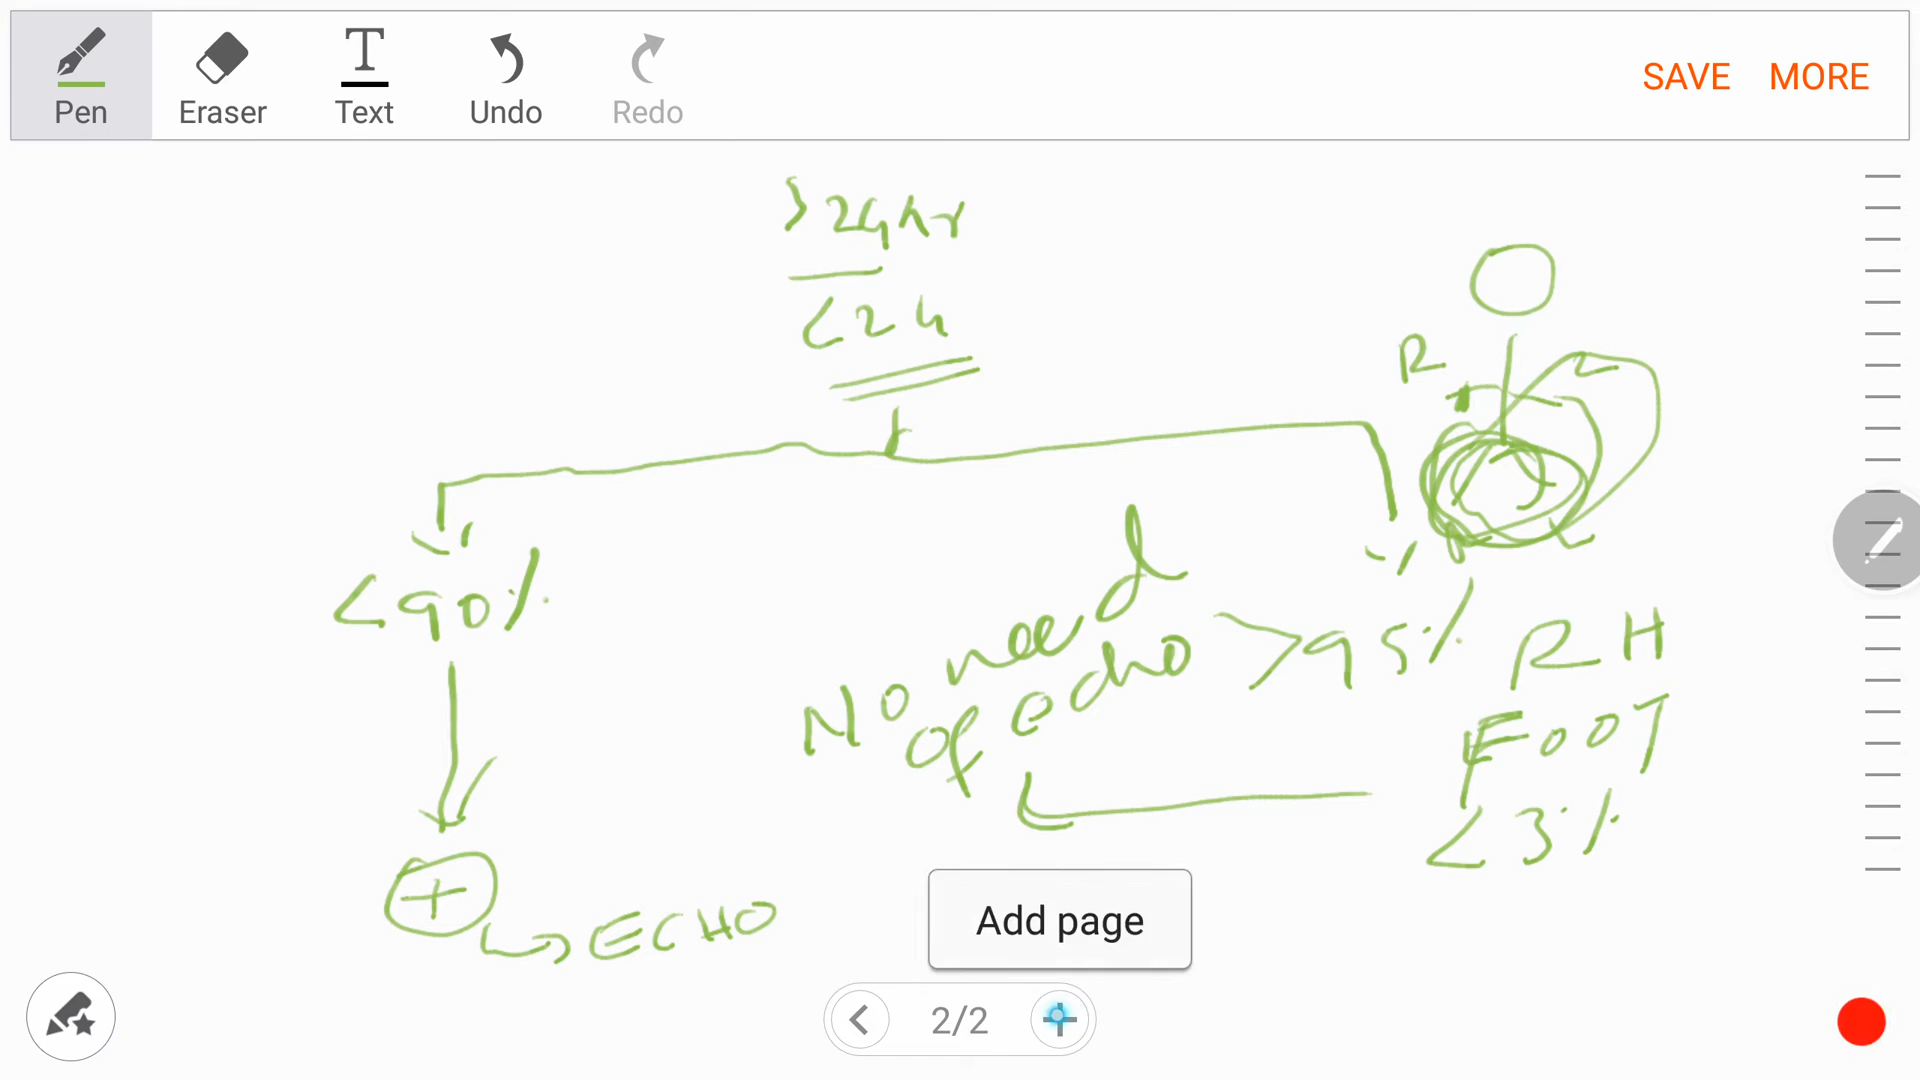 Pen
Eraser
Text
Undo
Redo
SAVE
MORE
>24hr
<24
R
<90%
No need
of echo
>95%
RH
FOOT
<3%
+
ECHO
Add page
2/2